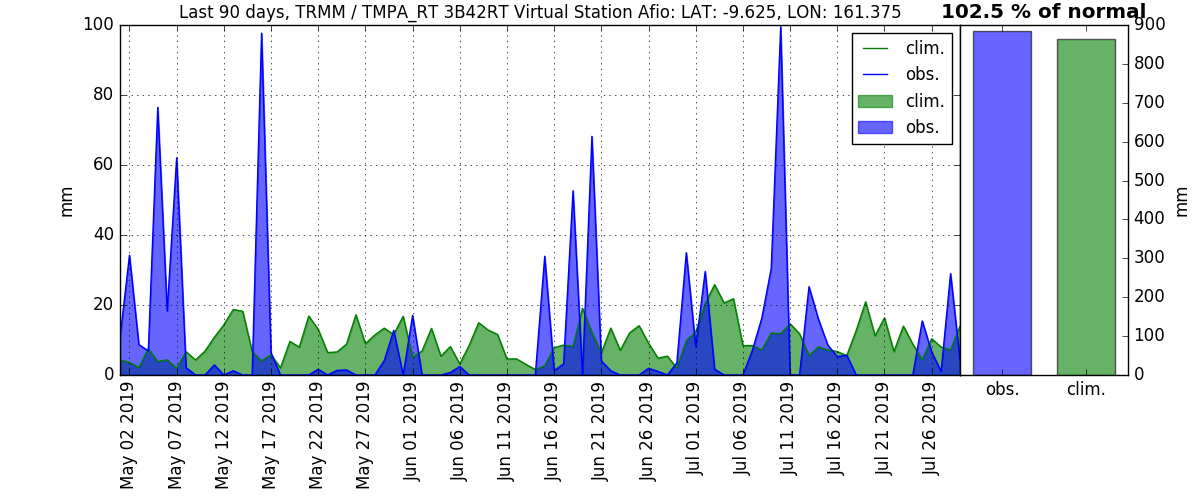 Last 90 days, TRMM / TMPA_RT 3B42RT Virtual Station Afio: LAT: -9.625, LON: 161.375
102.5 % of normal
100
80
60
40
20
0
mm
clim.
obs.
clim.
obs.
900
800
700
600
500
400
300
200
100
0
mm
May 02 2019
May 07 2019
May 12 2019
May 17 2019
May 22 2019
May 27 2019
Jun 01 2019
Jun 06 2019
Jun 11 2019
Jun 16 2019
Jun 21 2019
Jun 26 2019
Jul 01 2019
Jul 06 2019
Jul 11 2019
Jul 16 2019
Jul 21 2019
Jul 26 2019
obs.
clim.